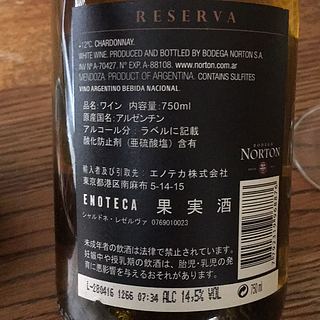 RESERVA
+12°C. CHARDONNAY.
WHITE WINE. PRODUCED AND BOTTLED BY BODEGA NORTON S.A.
INV Nº A-70427. Nº EXP. A-88108. www.norton.com.ar
MENDOZA, PRODUCT OF ARGENTINA. CONTAINS SULFITES
VINO ARGENTINO BEBIDA NACIONAL.
品名:ワイン 内容量:750ml
原産国名:アルゼンチン
アルコール分:ラベルに記載
酸化防止剤(亜硫酸塩)含有
BODEGA
NORTON
輸入者及び引取先:エノテカ株式会社
東京都港区南麻布 5-14-15
ENOTECA 果実酒
シャルドネ・レゼルヴァ 0769010023
未成年者の飲酒は法律で禁止されています。
妊娠中や授乳期の飲酒は、胎児・乳児の発
育に悪影響を与えるおそれがあります。
L-280416 1266 07:34 ALC 14,5% VOL
750 ml